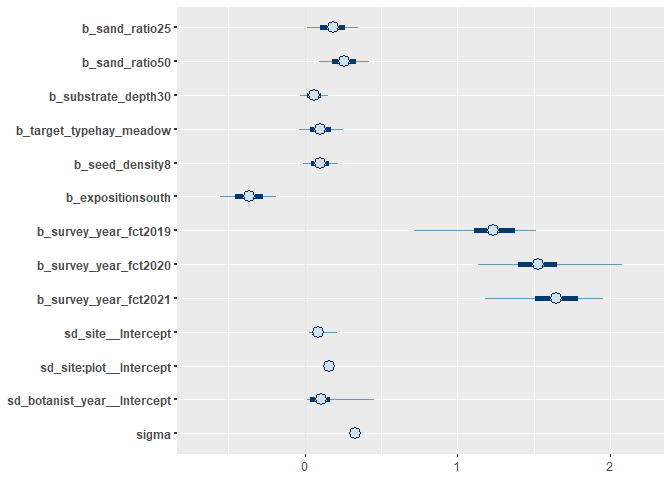 b_sand_ratio25
b_sand_ratio50
b_substrate_depth30
b_target_typehay_meadow
b_seed_density8
b_expositionsouth
b_survey_year_fct2019
b_survey_year_fct2020
b_survey_year_fct2021
sd_site__Intercept
sd_site:plot__Intercept
sd_botanist_year__Intercept
sigma
0 1 2